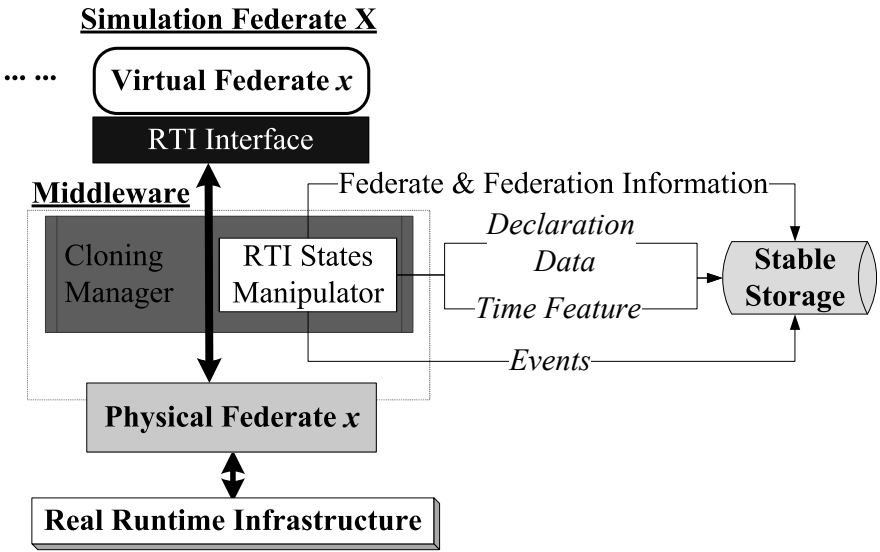 Simulation Federate X
... ...
Virtual Federate x
RTI Interface
Middleware
Federate & Federation Information
Cloning
Manager
RTI States
Manipulator
Declaration
Data
Time Feature
Events
Stable
Storage
Physical Federate x
Real Runtime Infrastructure